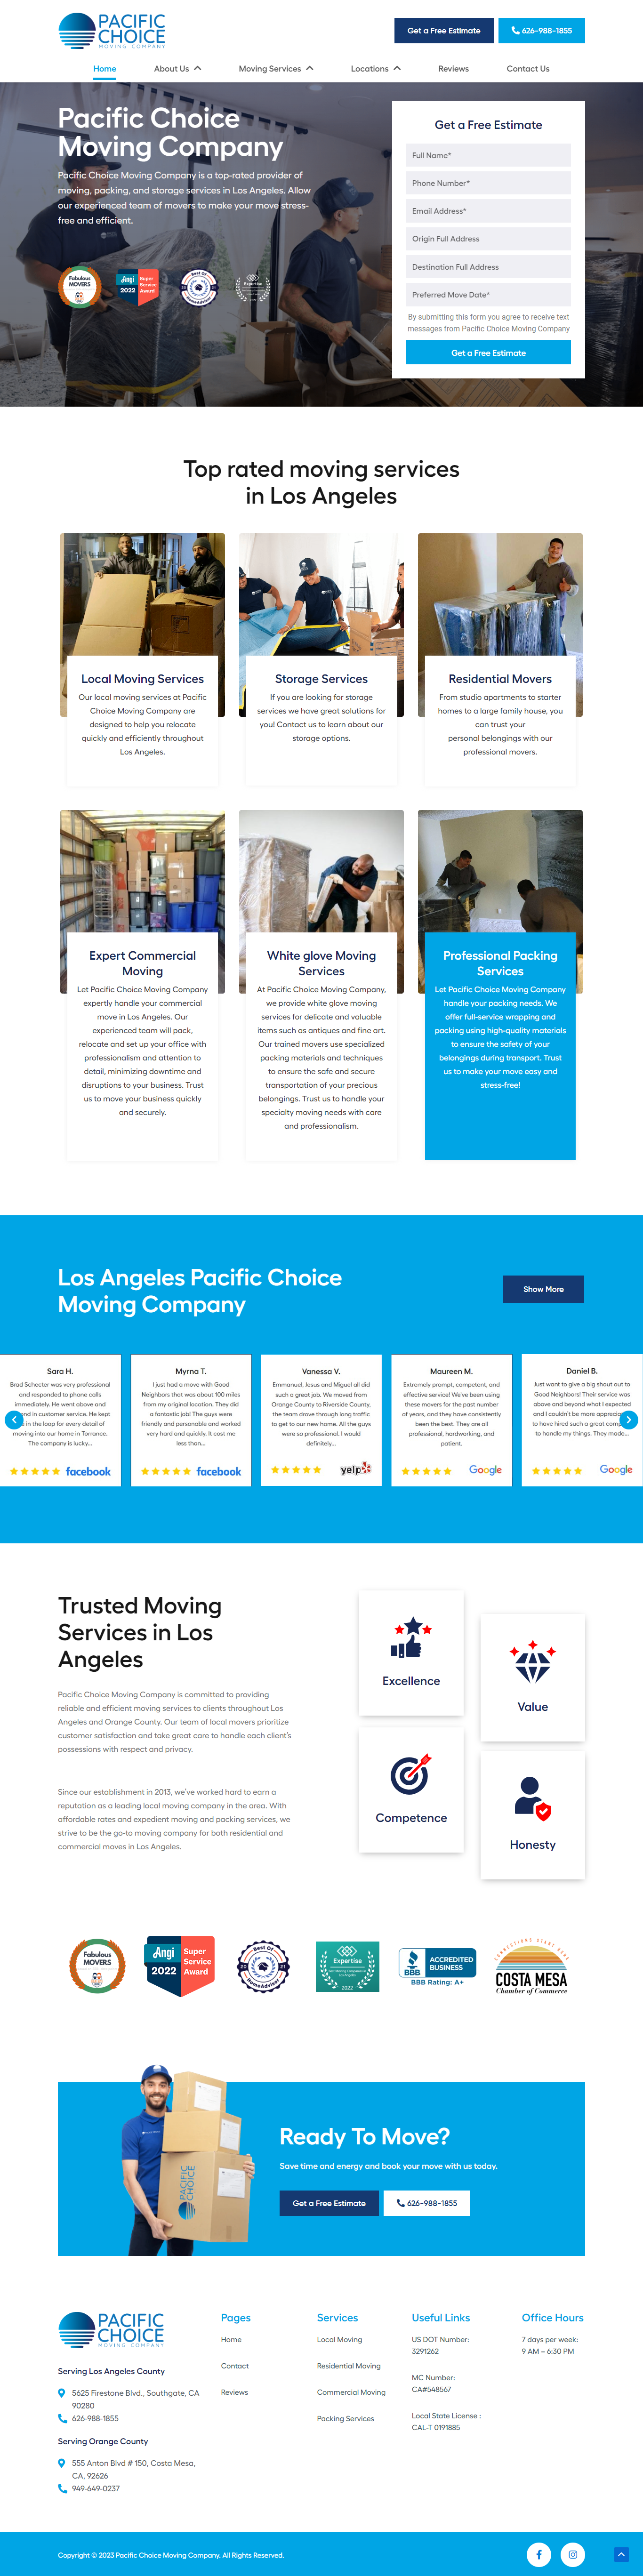 PACIFIC
CHOICE
MOVING COMPANY
Get a Free Estimate
626-988-1855
Home
About Us
Moving Services
Locations
Reviews
Contact Us
Pacific Choice
Moving Company
Pacific Choice Moving Company is a top-rated provider of
moving, packing, and storage services in Los Angeles. Allow
our experienced team of movers to make your move stress-
free and efficient.
Fabulous
MOVERS
Angi
2022
Super
Service
Award
Best Of
HomeAdvisor
Expertise
Get a Free Estimate
Full Name*
Phone Number*
Email Address*
Origin Full Address
Destination Full Address
Preferred Move Date*
By submitting this form you agree to receive text
messages from Pacific Choice Moving Company
Get a Free Estimate
Top rated moving services
in Los Angeles
Local Moving Services
Our local moving services at Pacific
Choice Moving Company are
designed to help you relocate
quickly and efficiently throughout
Los Angeles.
Storage Services
If you are looking for storage
services we have great solutions for
you! Contact us to learn about our
storage options.
Residential Movers
From studio apartments to starter
homes to a large family house, you
can trust your
personal belongings with our
professional movers.
Expert Commercial
Moving
Let Pacific Choice Moving Company
expertly handle your commercial
move in Los Angeles. Our
experienced team will pack,
relocate and set up your office with
professionalism and attention to
detail, minimizing downtime and
disruptions to your business. Trust
us to move your business quickly
and securely.
White glove Moving
Services
At Pacific Choice Moving Company,
we provide white glove moving
services for delicate and valuable
items such as antiques and fine art.
Our trained movers use specialized
packing materials and techniques
to ensure the safe and secure
transportation of your precious
belongings. Trust us to handle your
specialty moving needs with care
and professionalism.
Professional Packing
Services
Let Pacific Choice Moving Company
handle your packing needs. We
offer full-service wrapping and
packing using high-quality materials
to ensure the safety of your
belongings during transport. Trust
us to make your move easy and
stress-free!
Los Angeles Pacific Choice
Moving Company
Show More
Sara H.
Brad Schecter was very professional
and responded to phone calls
immediately. He went above and
nd in customer service. He kept
in the loop for every detail of
moving into our home in Torrance.
The company is lucky...
facebook
Myrna T.
I just had a move with Good
Neighbors that was about 100 miles
from my original location. They did
a fantastic job! The guys were
friendly and personable and worked
very hard and quickly. It cost me
less than...
facebook
Vanessa V.
Emmanuel, Jesus and Miguel all did
such a great job. We moved from
Orange County to Riverside County,
the team drove through long traffic
to get to our new home. All the guys
were so professional. I would
definitely...
yelp
Maureen M.
Extremely prompt, competent, and
effective service! We've been using
these movers for the past number
of years, and they have consistently
been the best. They are all
professional, hardworking, and
patient.
Google
Daniel B.
Just want to give a big shout out to
Good Neighbors! Their service was
above and beyond what I expected
and I couldn't be more apprecia
to have hired such a great comp
to handle my things. They made...
Google
Trusted Moving
Services in Los
Angeles
Pacific Choice Moving Company is committed to providing
reliable and efficient moving services to clients throughout Los
Angeles and Orange County. Our team of local movers prioritize
customer satisfaction and take great care to handle each client's
possessions with respect and privacy.
Since our establishment in 2013, we've worked hard to earn a
reputation as a leading local moving company in the area. With
affordable rates and expedient moving and packing services, we
strive to be the go-to moving company for both residential and
commercial moves in Los Angeles.
Excellence
Value
Competence
Honesty
Fabulous
MOVERS
Angi
2022
Super
Service
Award
Best Of
HomeAdvisor
Expertise
Best Moving Companies in
Los Angeles
2022
BBB
ACCREDITED
BUSINESS
BBB Rating: A+
CONNECTIONS START HERE
COSTA MESA
Chamber of Commerce
PACIFIC
CHOICE
Ready To Move?
Save time and energy and book your move with us today.
Get a Free Estimate
626-988-1855
PACIFIC
CHOICE
MOVING COMPANY
Serving Los Angeles County
5625 Firestone Blvd., Southgate, CA
90280
626-988-1855
Serving Orange County
555 Anton Blvd # 150, Costa Mesa,
CA, 92626
949-649-0237
Pages
Home
Contact
Reviews
Services
Local Moving
Residential Moving
Commercial Moving
Packing Services
Useful Links
US DOT Number:
3291262
MC Number:
CA#548567
Local State License :
CAL-T 0191885
Office Hours
7 days per week:
9 AM – 6:30 PM
Copyright © 2023 Pacific Choice Moving Company. All Rights Reserved.